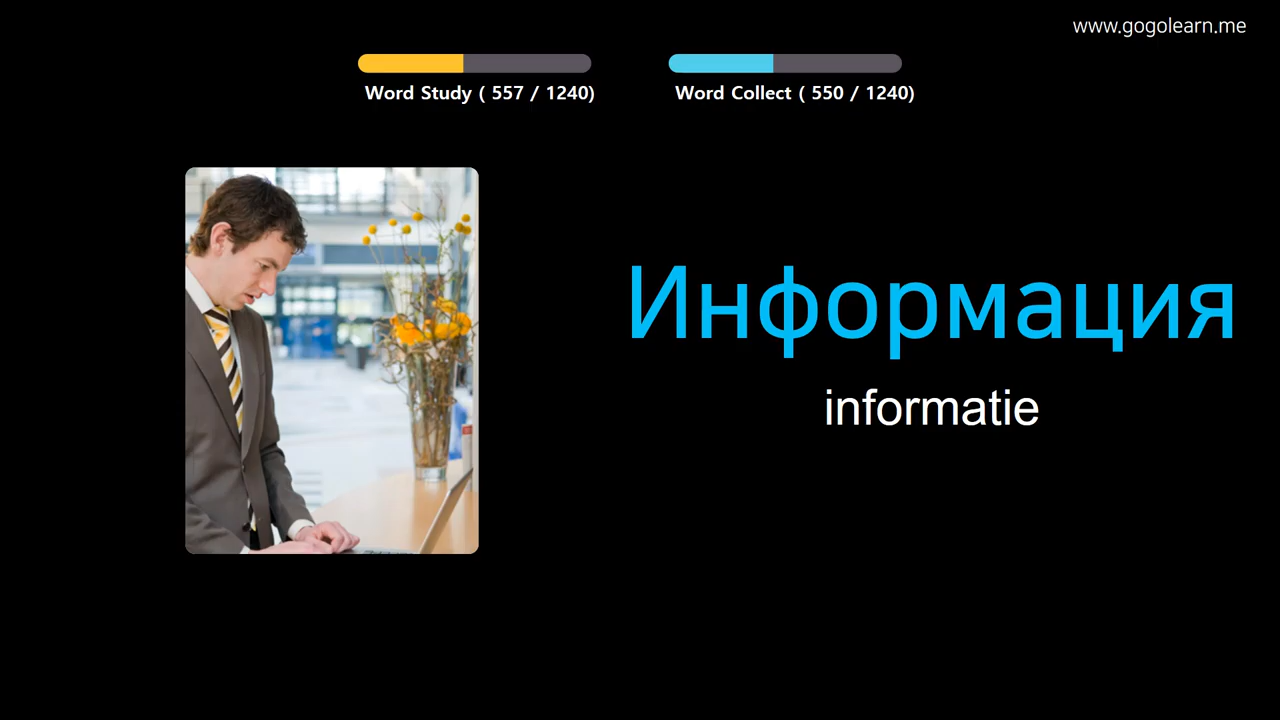 www.gogolearn.me
Word Study ( 557 / 1240)
Word Collect ( 550 / 1240)
Информация
informatie